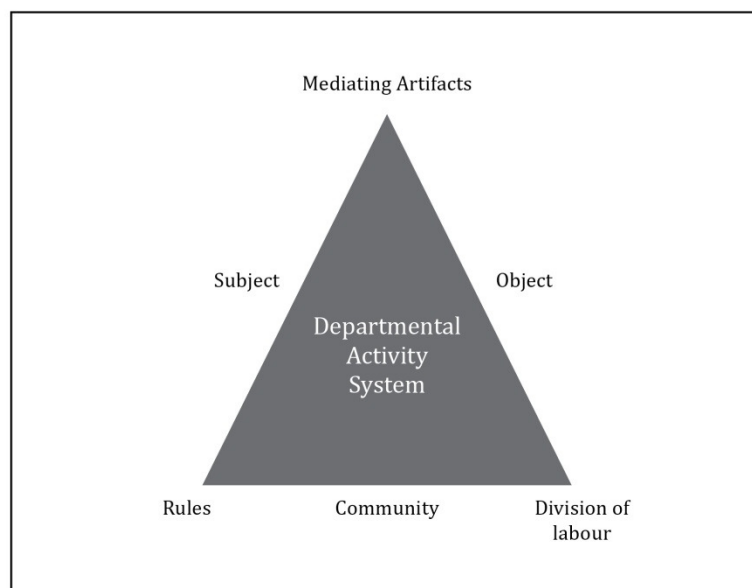 Mediating Artifacts
Subject
Object
Departmental
Activity
System
Rules
Community
Division of
labour